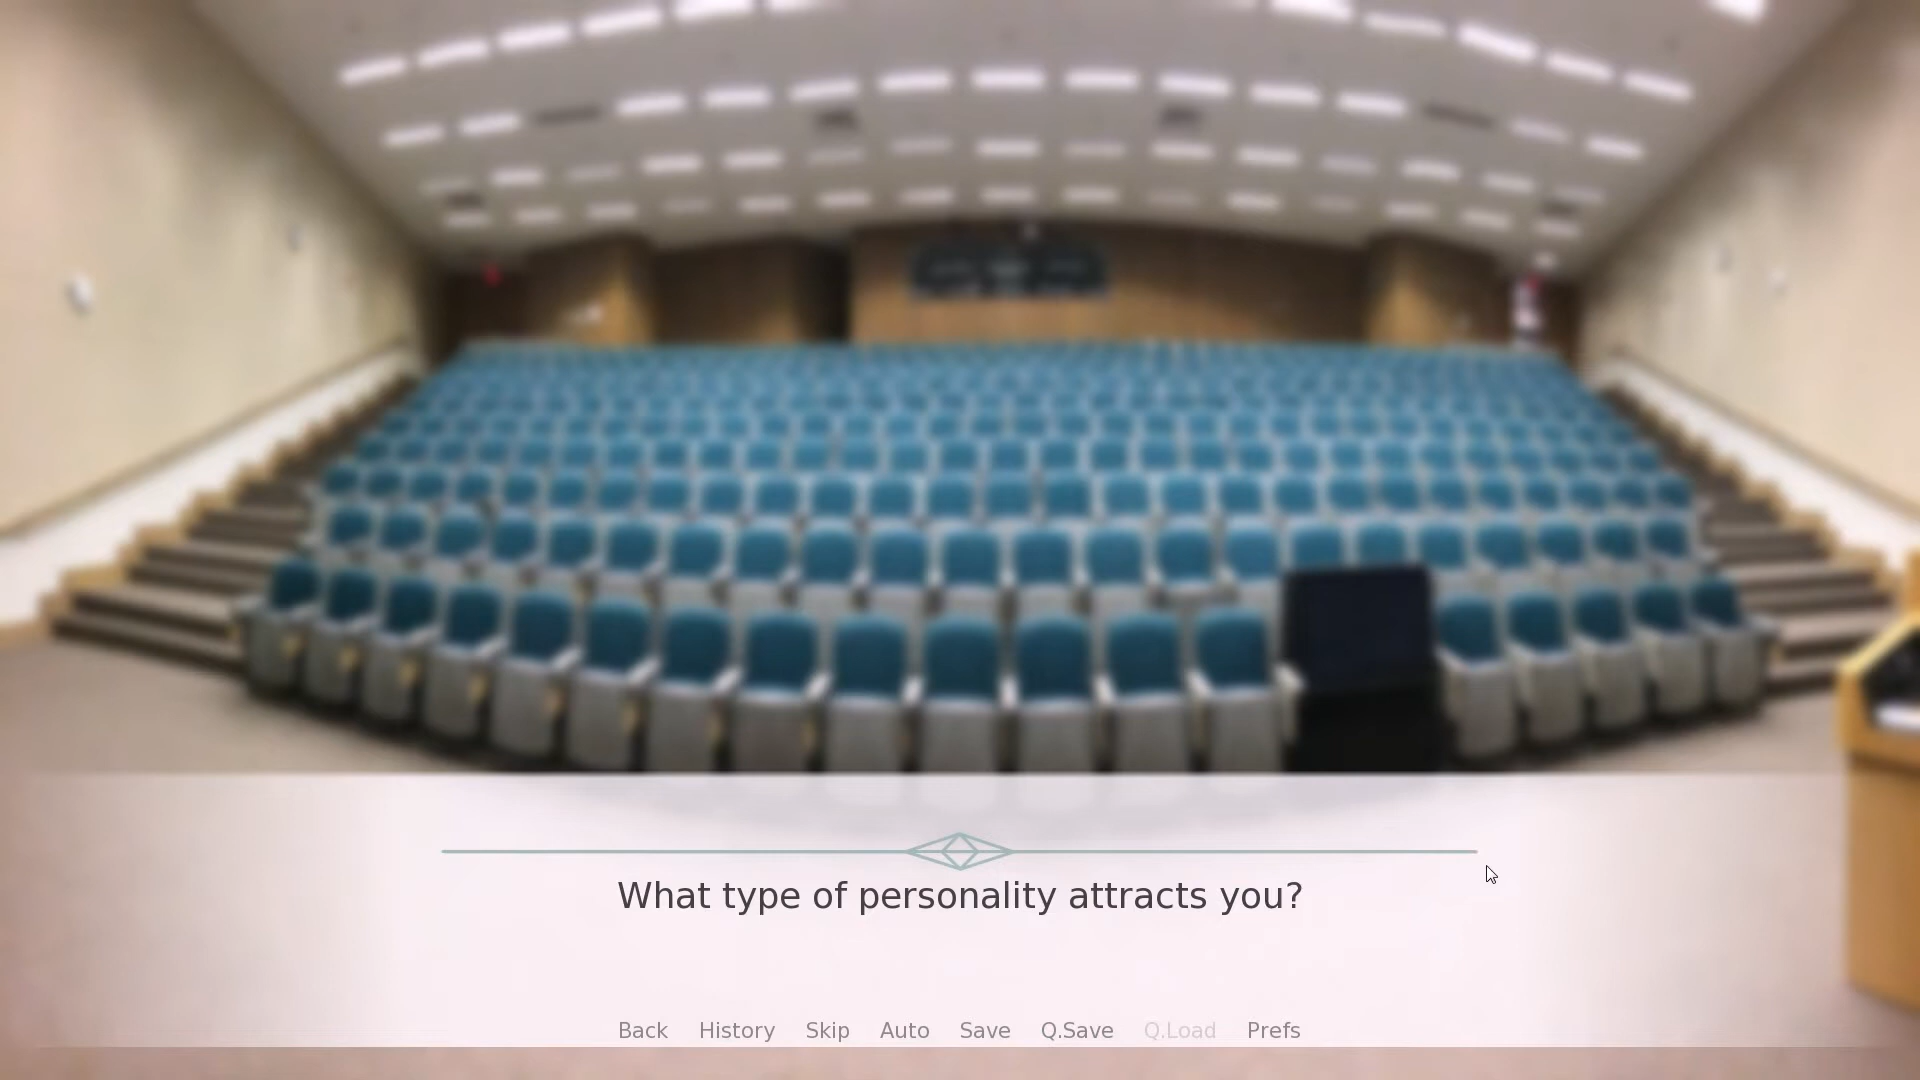 What type of personality attracts you?
Back History Skip Auto Save Q.Save Q.Load Prefs